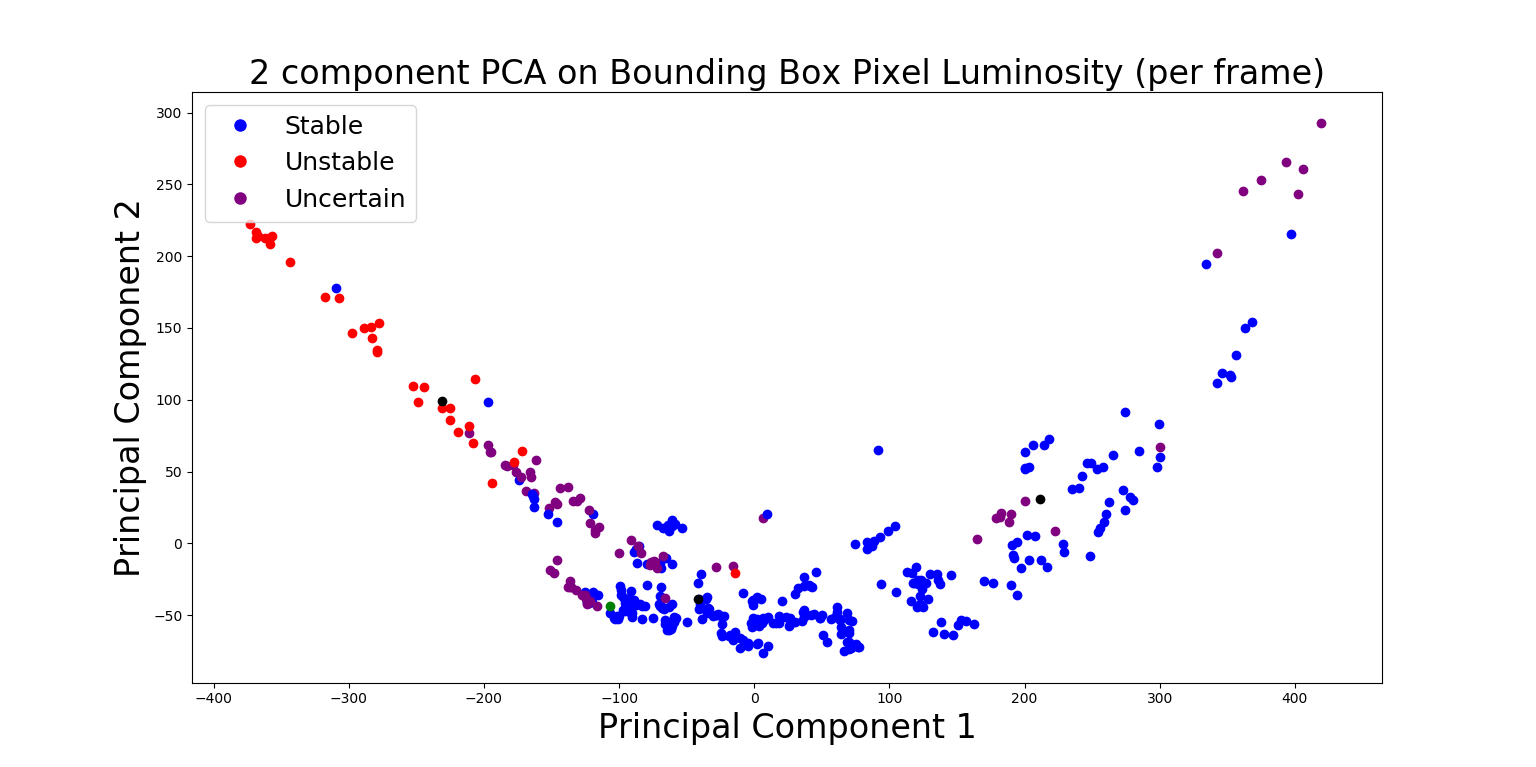 2 component PCA on Bounding Box Pixel Luminosity (per frame)
Stable
Unstable
Uncertain
Principal Component 2
300
250
200
150
100
50
0
−50
−400
−300
−200
−100
0
100
200
300
400
Principal Component 1